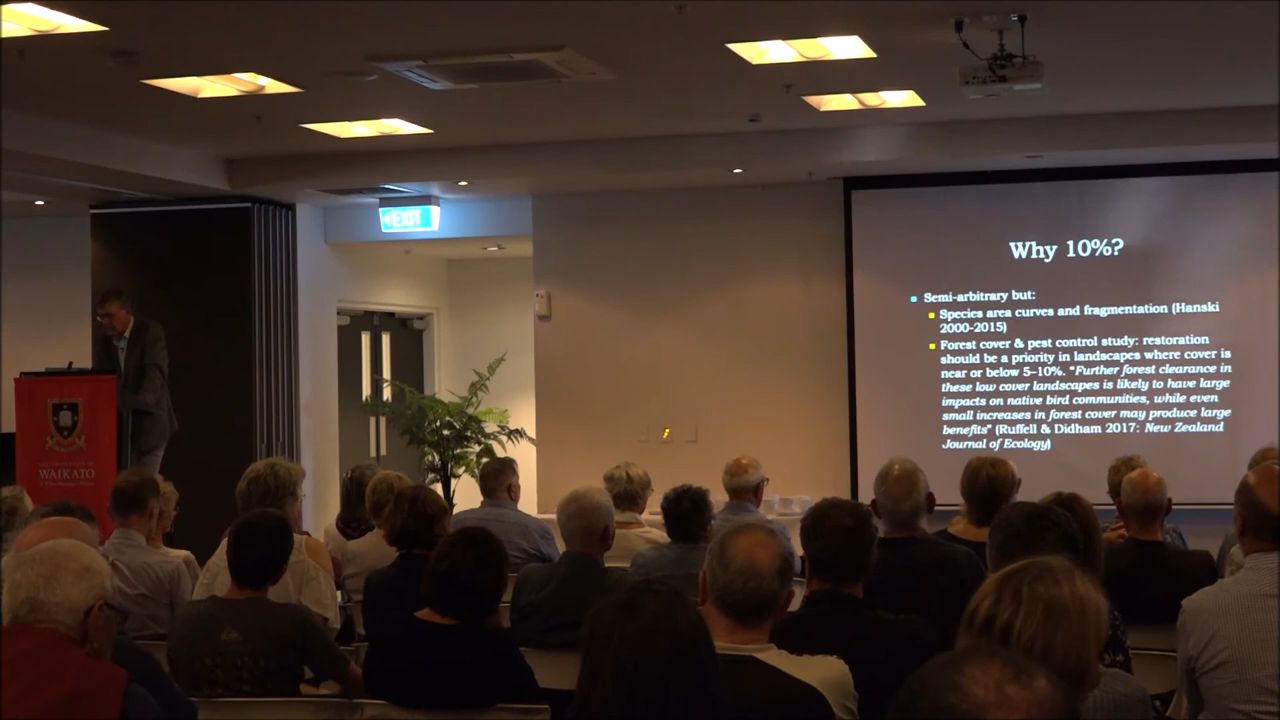 EXIT
Why 10%?
Semi-arbitrary but:
Species area curves and fragmentation (Hanski
2000-2015)
Forest cover & pest control study: restoration
should be a priority in landscapes where cover is
near or below 5–10%. “Further forest clearance in
these low cover landscapes is likely to have large
impacts on native bird communities, while even
small increases in forest cover may produce large
benefits” (Ruffell & Didham 2017: New Zealand
Journal of Ecology)
THE UNIVERSITY OF
WAIKATO